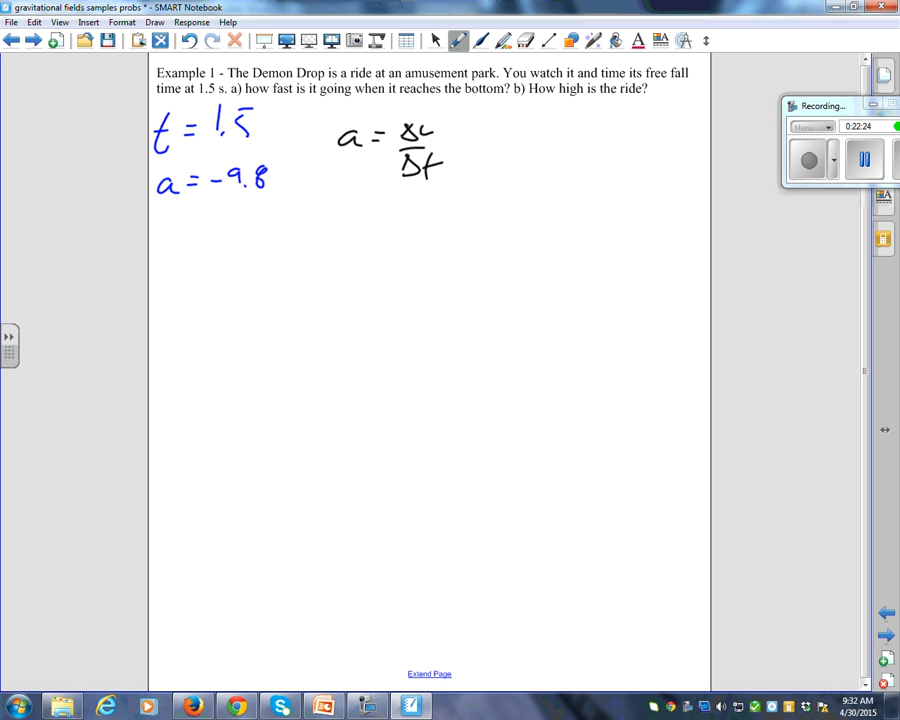 gravitational fields samples probs * - SMART Notebook
File Edit View Insert Format Draw Response Help
Example 1 - The Demon Drop is a ride at an amusement park. You watch it and time its free fall
time at 1.5 s. a) how fast is it going when it reaches the bottom? b) How high is the ride?
t = 1.5
a = -9.8
a = Δv
Δt
Recording...
Menu
0:22:24
Extend Page
9:32 AM
4/30/2015